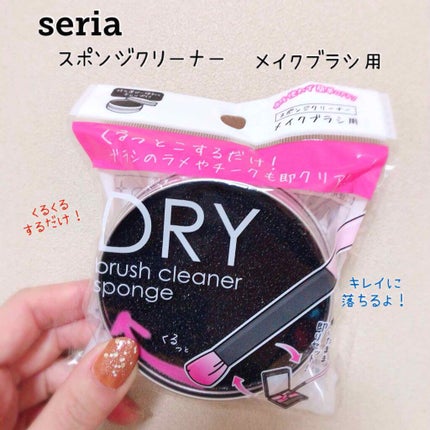 seria
スポンジクリーナー　メイクブラシ用
スポンジクリーナー
メイクブラシ用
くるっとこするだけ!
ブラシのラメやチークも即クリア
くるくる
するだけ!
DRY
brush cleaner
sponge
キレイに
落ちるよ!
くるっと